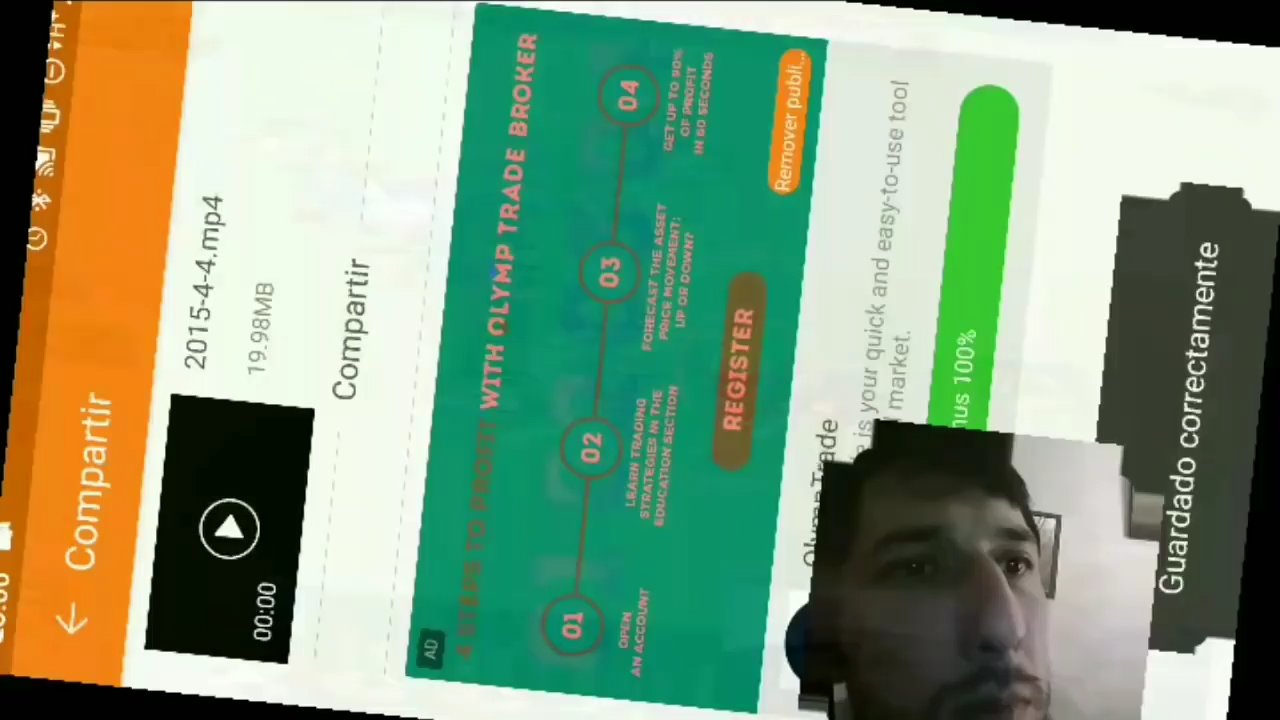 ← Compartir
2015-4-4.mp4
19.98MB
00:00
Compartir
AD
4 STEPS TO PROFIT WITH OLYMP TRADE BROKER
01
02
03
04
OPEN
AN ACCOUNT
LEARN TRADING
STRATEGIES IN THE
EDUCATION SECTION
FORECAST THE ASSET
PRICE MOVEMENT:
UP OR DOWN?
GET UP TO 90%
OF PROFIT
IN 60 SECONDS
REGISTER
Remover publi...
Olymp Trade
is your quick and easy-to-use tool
market.
100%
Guardado correctamente